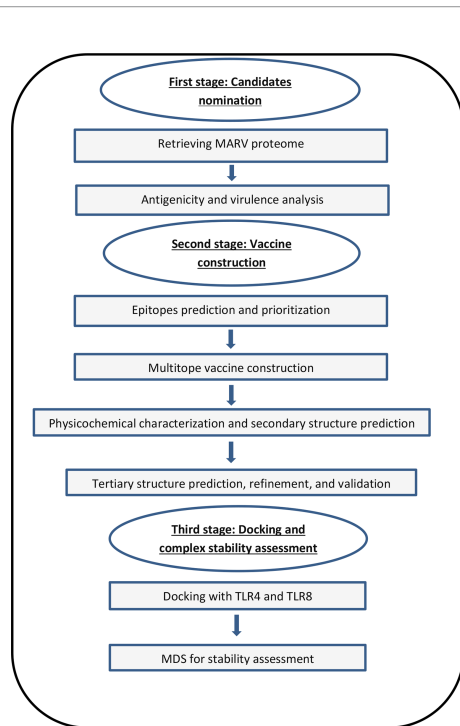 First stage: Candidates
nomination
Retrieving MARV proteome
Antigenicity and virulence analysis
Second stage: Vaccine
construction
Epitopes prediction and prioritization
Multitope vaccine construction
Physicochemical characterization and secondary structure prediction
Tertiary structure prediction, refinement, and validation
Third stage: Docking and
complex stability assessment
Docking with TLR4 and TLR8
MDS for stability assessment